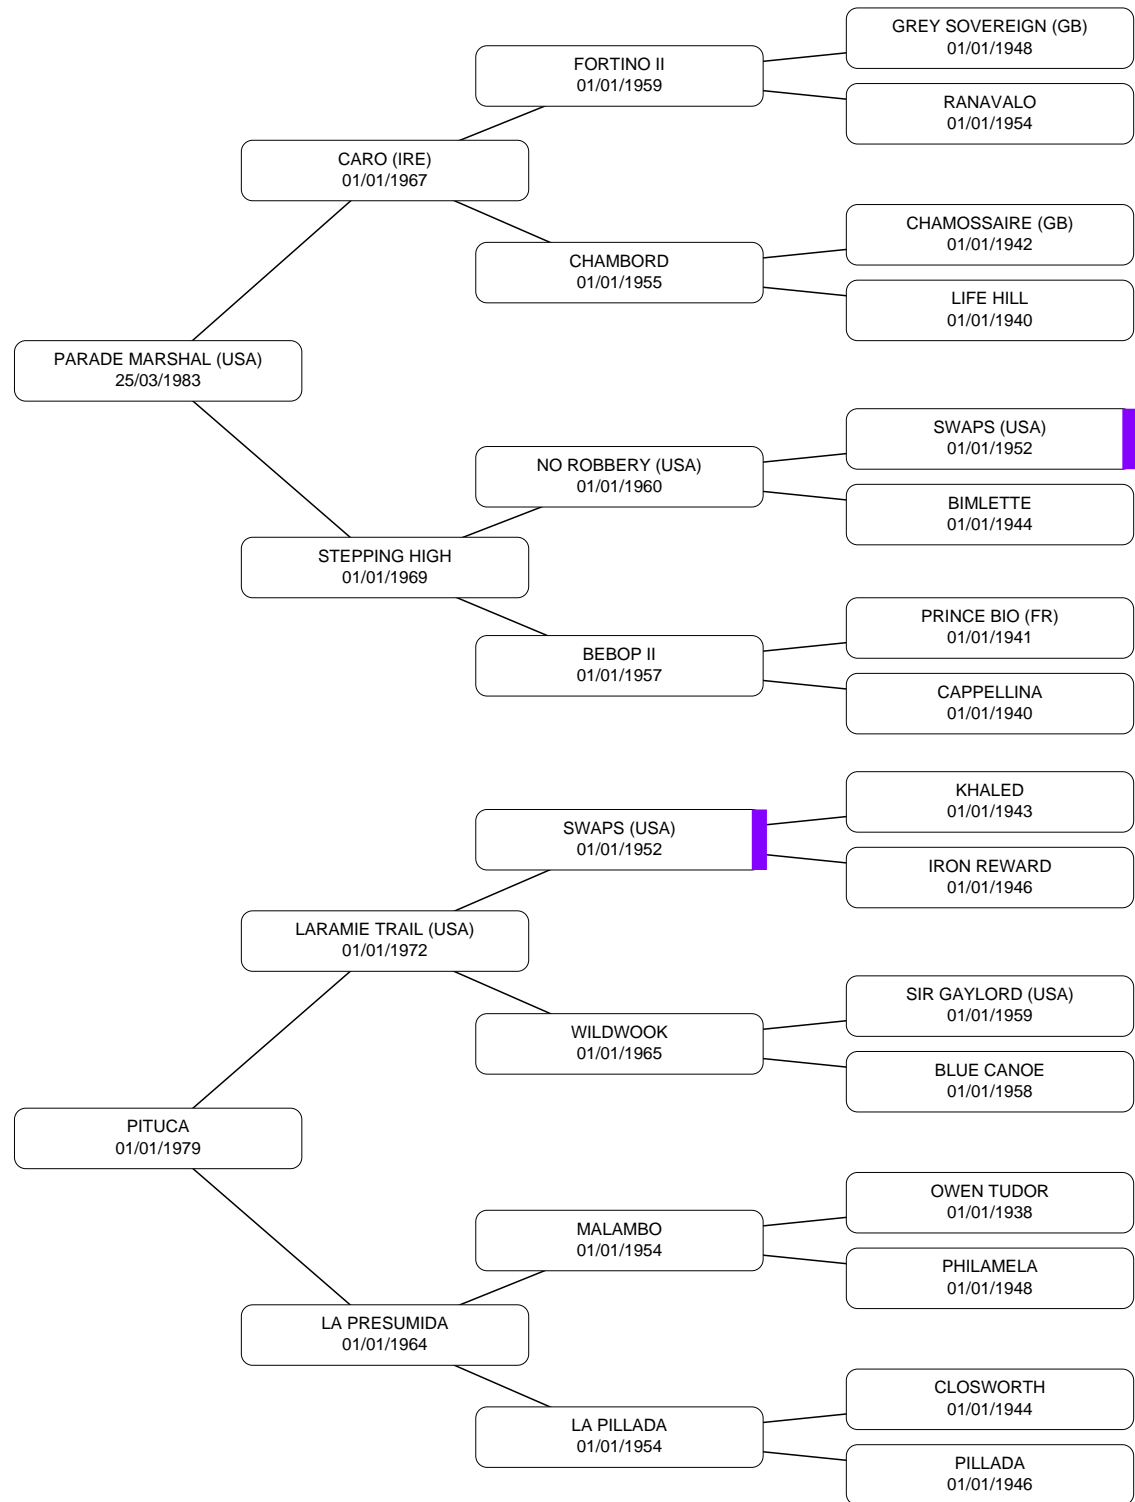 GREY SOVEREIGN (GB)
01/01/1948
FORTINO II
01/01/1959
RANAVALO
01/01/1954
CARO (IRE)
01/01/1967
CHAMOSSAIRE (GB)
01/01/1942
CHAMBORD
01/01/1955
LIFE HILL
01/01/1940
PARADE MARSHAL (USA)
25/03/1983
SWAPS (USA)
01/01/1952
NO ROBBERY (USA)
01/01/1960
BIMLETTE
01/01/1944
STEPPING HIGH
01/01/1969
PRINCE BIO (FR)
01/01/1941
BEBOP II
01/01/1957
CAPPELLINA
01/01/1940
KHALED
01/01/1943
SWAPS (USA)
01/01/1952
IRON REWARD
01/01/1946
LARAMIE TRAIL (USA)
01/01/1972
SIR GAYLORD (USA)
01/01/1959
WILDWOOK
01/01/1965
BLUE CANOE
01/01/1958
PITUCA
01/01/1979
OWEN TUDOR
01/01/1938
MALAMBO
01/01/1954
PHILAMELA
01/01/1948
LA PRESUMIDA
01/01/1964
CLOSWORTH
01/01/1944
LA PILLADA
01/01/1954
PILLADA
01/01/1946